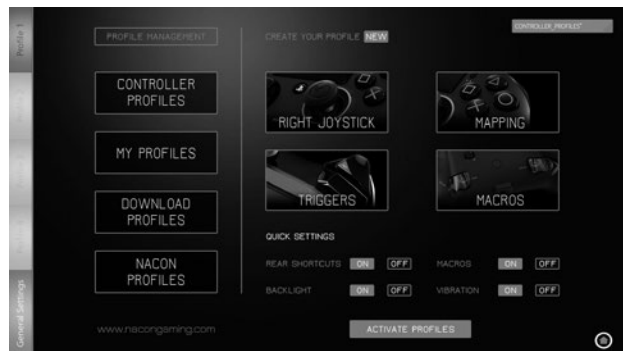 Profile 1
PROFILE MANAGEMENT
CREATE YOUR PROFILE NEW
CONTROLLER_PROFILES*
CONTROLLER
PROFILES
MY PROFILES
DOWNLOAD
PROFILES
NACON
PROFILES
RIGHT JOYSTICK
MAPPING
TRIGGERS
MACROS
QUICK SETTINGS
REAR SHORTCUTS ON OFF
MACROS ON OFF
BACKLIGHT ON OFF
VIBRATION ON OFF
General Settings
www.nacongaming.com
ACTIVATE PROFILES